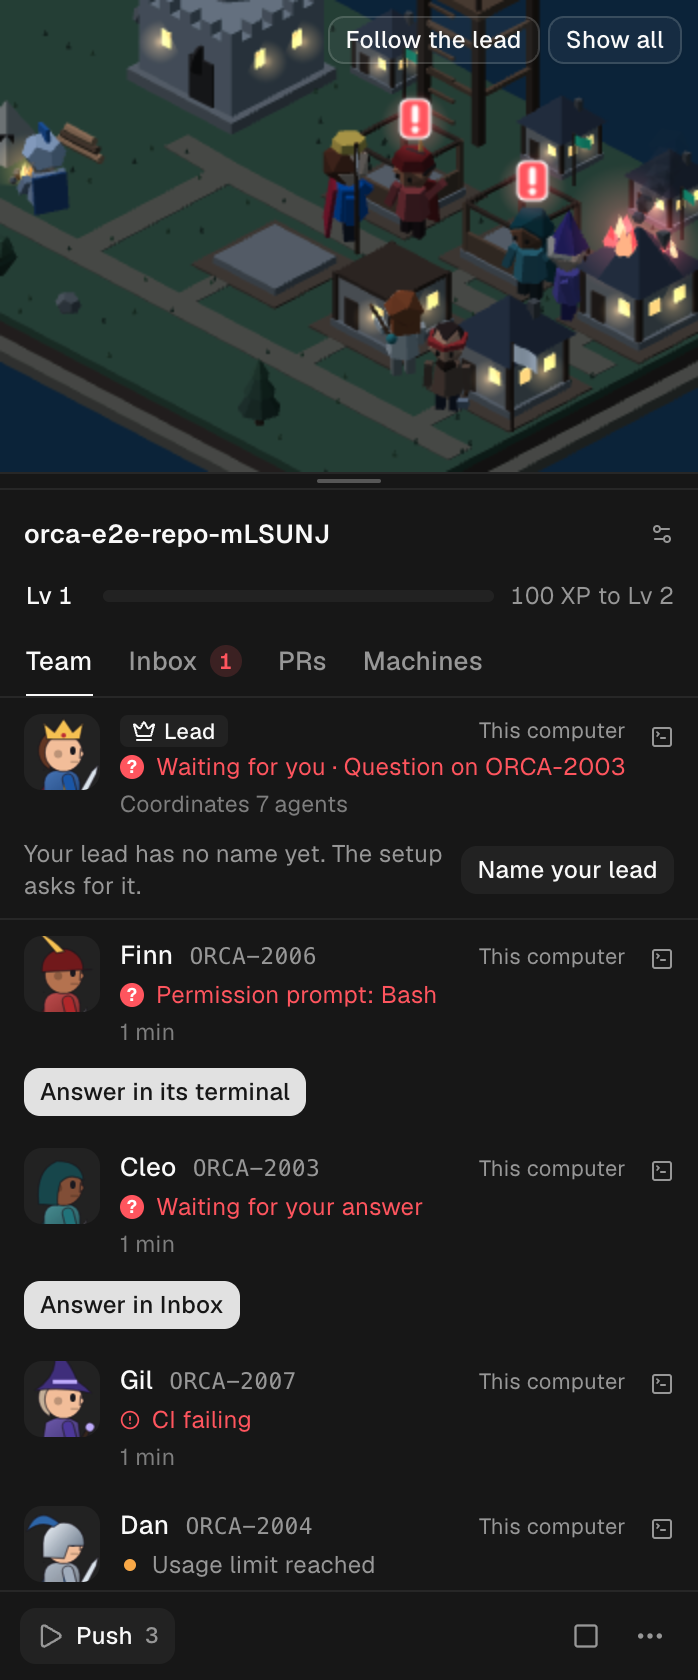 Follow the lead
Show all
orca-e2e-repo-mLSUNJ
Lv 1
100 XP to Lv 2
Team
Inbox 1
PRs
Machines
Lead
This computer
Waiting for you · Question on ORCA-2003
Coordinates 7 agents
Your lead has no name yet. The setup
asks for it.
Name your lead
Finn ORCA-2006
This computer
Permission prompt: Bash
1 min
Answer in its terminal
Cleo ORCA-2003
This computer
Waiting for your answer
1 min
Answer in Inbox
Gil ORCA-2007
This computer
CI failing
1 min
Dan ORCA-2004
This computer
Usage limit reached
Push 3